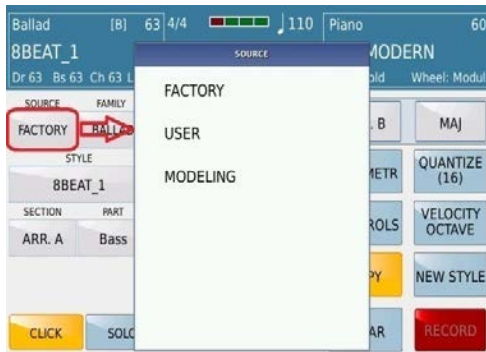 Ballad [B] 63 4/4 110 Piano 60
8BEAT_1 MODERN
Dr 63 Bs 63 Ch 63 L old Wheel: Modul
SOURCE
FACTORY
USER
MODELING
SOURCE FAMILY
FACTORY BALLAD
STYLE
8BEAT_1
SECTION PART
ARR. A Bass
CLICK SOLO
. B MAJ
METR QUANTIZE
(16)
ROLS VELOCITY
OCTAVE
PY NEW STYLE
AR RECORD